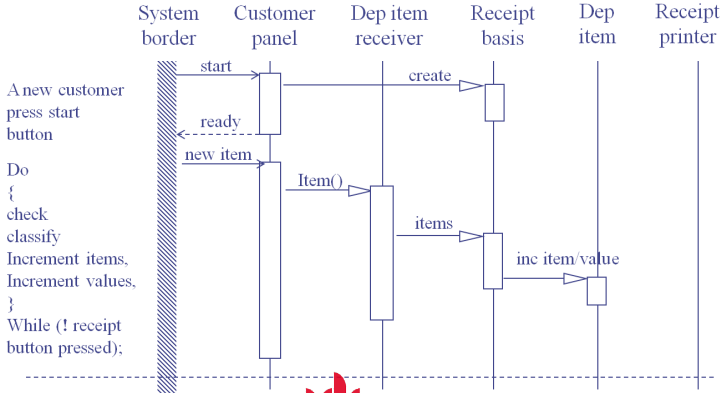 System
border
Customer
panel
Dep item
receiver
Receipt
basis
Dep
item
Receipt
printer
start
create
A new customer
press start
button
ready
new item
Do
{
check
classify
Increment items,
Increment values,
}
While (! receipt
button pressed);
Item()
items
inc item/value